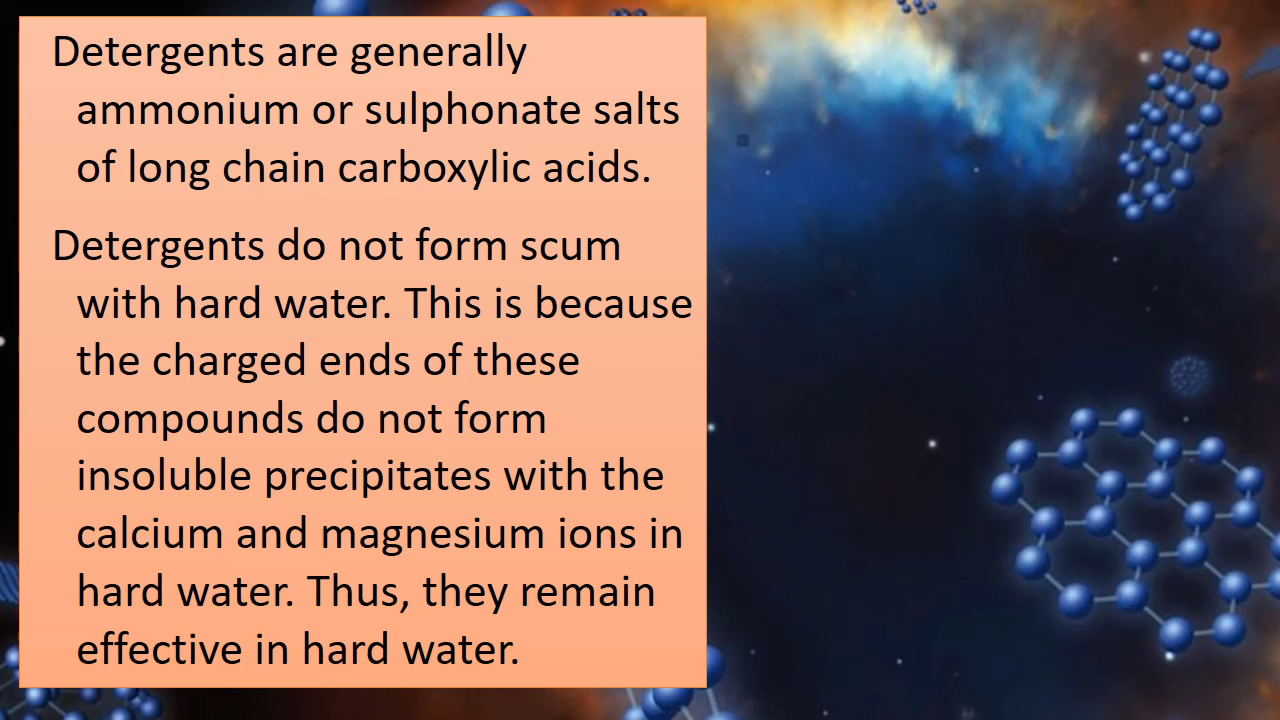 Detergents are generally
ammonium or sulphonate salts
of long chain carboxylic acids.
Detergents do not form scum
with hard water. This is because
the charged ends of these
compounds do not form
insoluble precipitates with the
calcium and magnesium ions in
hard water. Thus, they remain
effective in hard water.